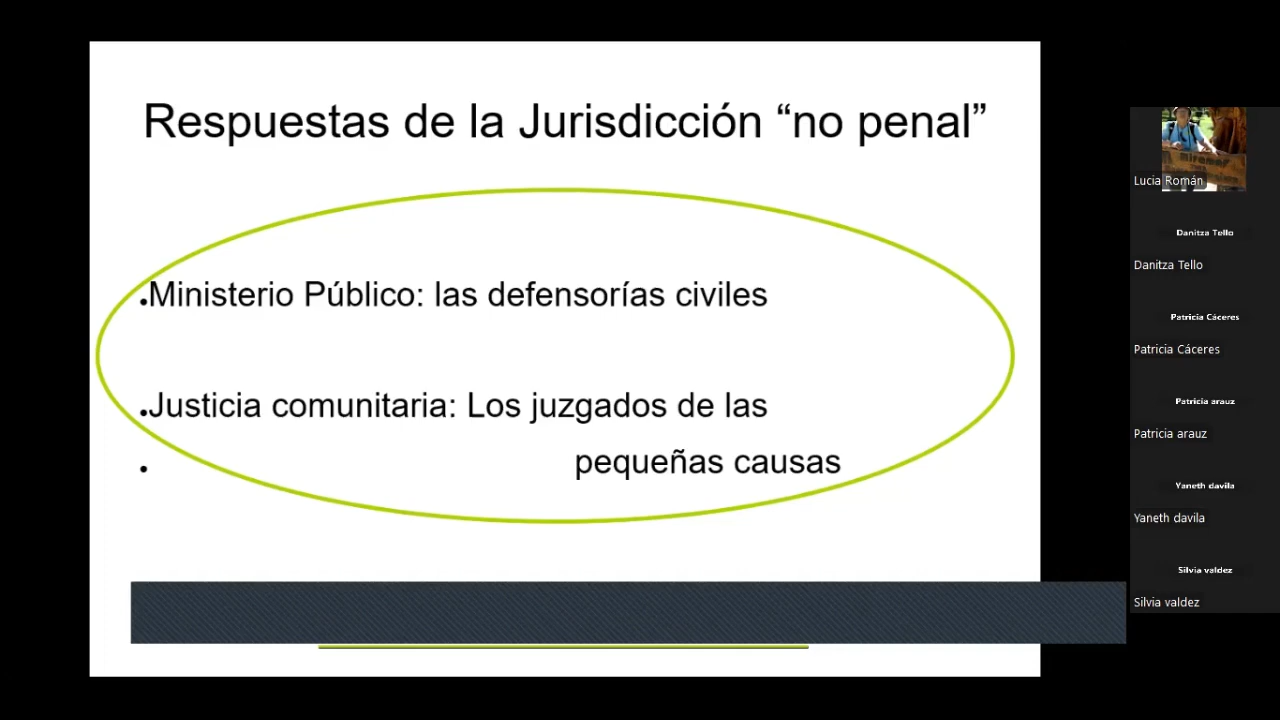 Respuestas de la Jurisdicción “no penal”
•Ministerio Público: las defensorías civiles
•Justicia comunitaria: Los juzgados de las
• pequeñas causas
Lucia Román
Danitza Tello
Danitza Tello
Patricia Cáceres
Patricia Cáceres
Patricia arauz
Patricia arauz
Yaneth davila
Yaneth davila
Silvia valdez
Silvia valdez